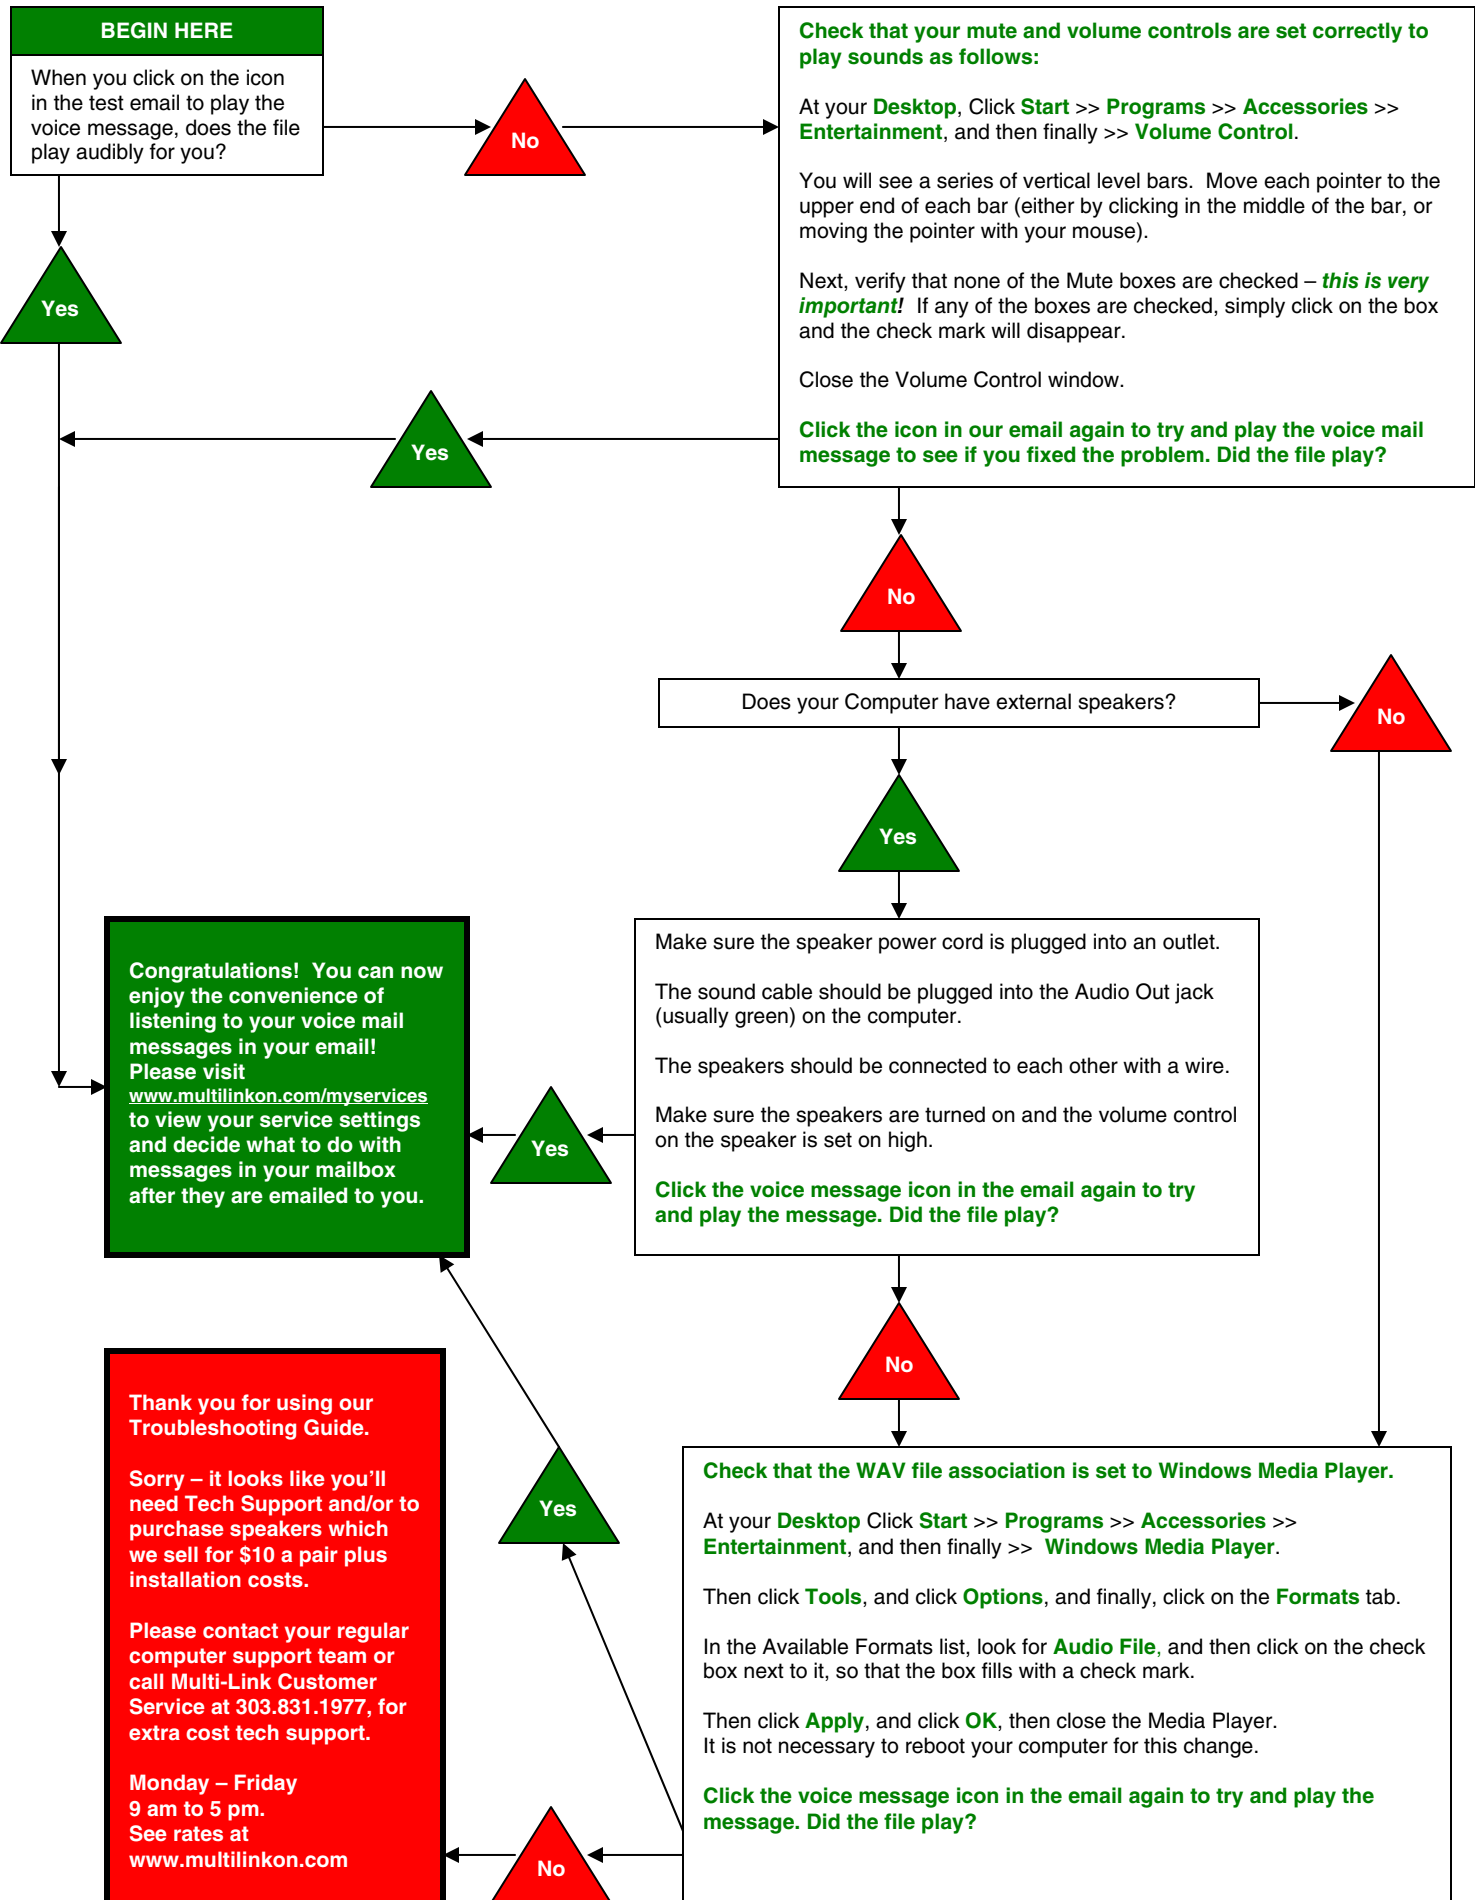 BEGIN HERE
When you click on the icon
in the test email to play the
voice message, does the file
play audibly for you?
No
Check that your mute and volume controls are set correctly to
play sounds as follows:
At your Desktop, Click Start >> Programs >> Accessories >>
Entertainment, and then finally >> Volume Control.
You will see a series of vertical level bars.  Move each pointer to the
upper end of each bar (either by clicking in the middle of the bar, or
moving the pointer with your mouse).
Next, verify that none of the Mute boxes are checked – this is very
important!  If any of the boxes are checked, simply click on the box
and the check mark will disappear.
Close the Volume Control window.
Click the icon in our email again to try and play the voice mail
message to see if you fixed the problem. Did the file play?
Yes
Yes
No
Does your Computer have external speakers?
No
Yes
Make sure the speaker power cord is plugged into an outlet.
The sound cable should be plugged into the Audio Out jack
(usually green) on the computer.
The speakers should be connected to each other with a wire.
Make sure the speakers are turned on and the volume control
on the speaker is set on high.
Click the voice message icon in the email again to try
and play the message. Did the file play?
Yes
Congratulations!  You can now
enjoy the convenience of
listening to your voice mail
messages in your email!
Please visit
www.multilinkon.com/myservices
to view your service settings
and decide what to do with
messages in your mailbox
after they are emailed to you.
No
Check that the WAV file association is set to Windows Media Player.
At your Desktop Click Start >> Programs >> Accessories >>
Entertainment, and then finally >>  Windows Media Player.
Then click Tools, and click Options, and finally, click on the Formats tab.
In the Available Formats list, look for Audio File, and then click on the check
box next to it, so that the box fills with a check mark.
Then click Apply, and click OK, then close the Media Player.
It is not necessary to reboot your computer for this change.
Click the voice message icon in the email again to try and play the
message. Did the file play?
Yes
No
Thank you for using our
Troubleshooting Guide.
Sorry – it looks like you’ll
need Tech Support and/or to
purchase speakers which
we sell for $10 a pair plus
installation costs.
Please contact your regular
computer support team or
call Multi-Link Customer
Service at 303.831.1977, for
extra cost tech support.
Monday – Friday
9 am to 5 pm.
See rates at
www.multilinkon.com